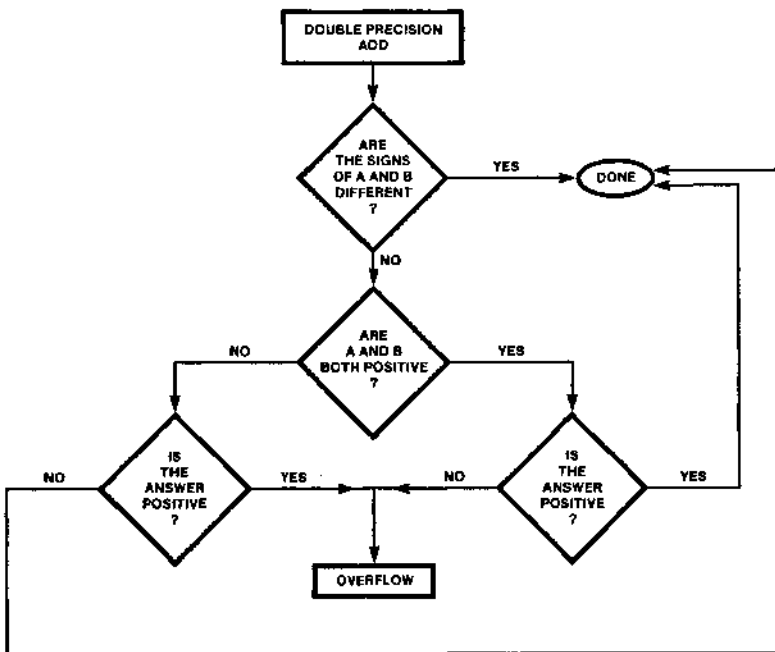 DOUBLE PRECISION
ADD
ARE
THE SIGNS
OF A AND B
DIFFERENT
?
YES
DONE
NO
ARE
A AND B
BOTH POSITIVE
?
NO
YES
IS
THE
ANSWER
POSITIVE
?
NO
YES
IS
THE
ANSWER
POSITIVE
?
NO
YES
OVERFLOW